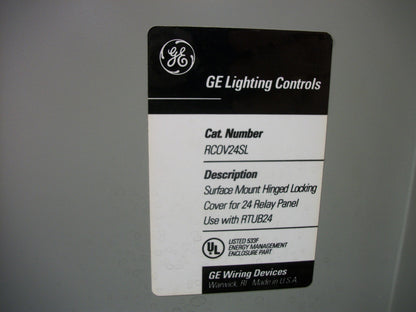 GE
GE Lighting Controls
Cat. Number
RCOV24SL
Description
Surface Mount Hinged Locking
Cover for 24 Relay Panel
Use with RTUB24
UL
LISTED 533F
ENERGY MANAGEMENT
ENCLOSURE PART
GE Wiring Devices
Warwick, RI Made in U.S.A